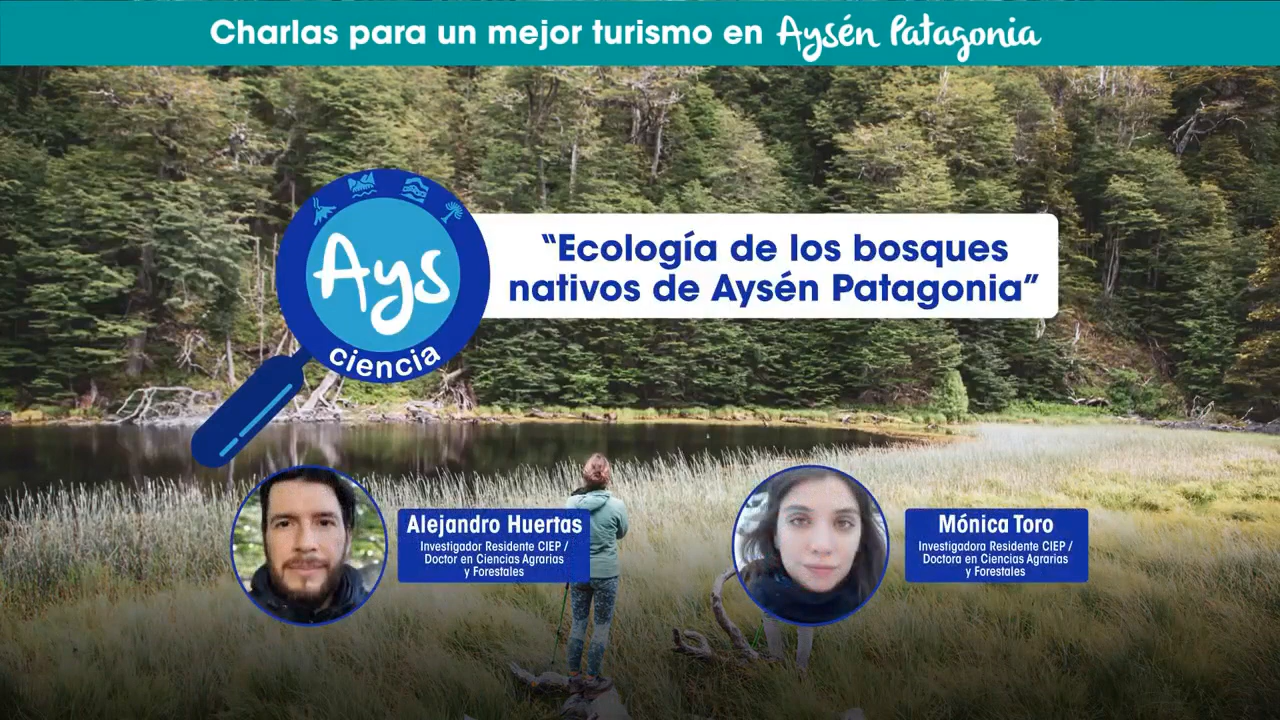 Charlas para un mejor turismo en Aysén Patagonia
Ays
ciencia
“Ecología de los bosques
nativos de Aysén Patagonia”
Alejandro Huertas
Investigador Residente CIEP /
Doctor en Ciencias Agrarias
y Forestales
Mónica Toro
Investigadora Residente CIEP /
Doctora en Ciencias Agrarias
y Forestales